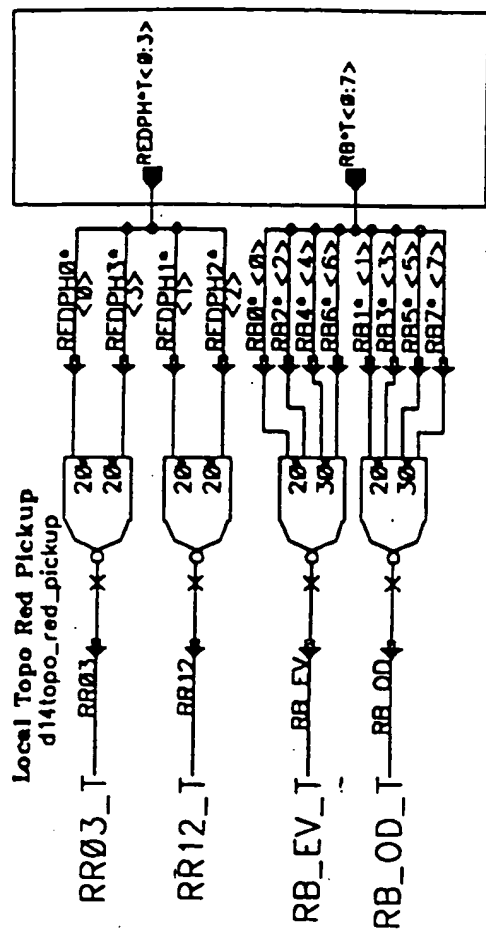 Local Topo Red Pickup
d14topo_red_pickup
REDPH*T<0:3>
RB*T<0:7>
RR03_T
RR03
20
20
REDPH0*
<0>
REDPH3*
<3>
RR12_T
RR12
20
20
REDPH1*
<1>
REDPH2*
<2>
RB_EV_T
RB_EV
20
30
RB0* <0>
RB2* <2>
RB4* <4>
RB6* <6>
RB_OD_T
RB_OD
20
30
RB1* <1>
RB3* <3>
RB5* <5>
RB7* <7>